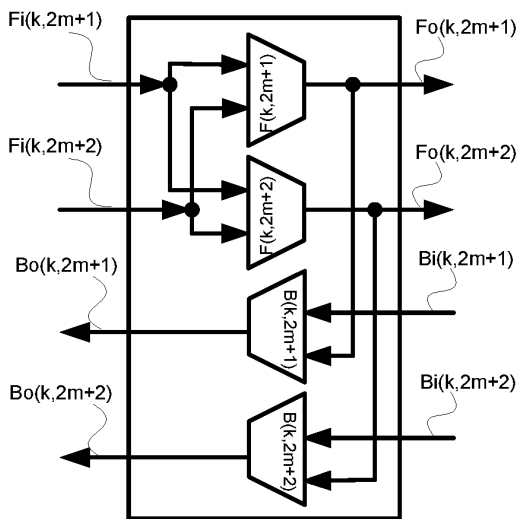 Fi(k,2m+1)
Fo(k,2m+1)
F(k,2m+1)
Fi(k,2m+2)
Fo(k,2m+2)
F(k,2m+2)
Bo(k,2m+1)
Bi(k,2m+1)
B(k,2m+1)
Bo(k,2m+2)
Bi(k,2m+2)
B(k,2m+2)